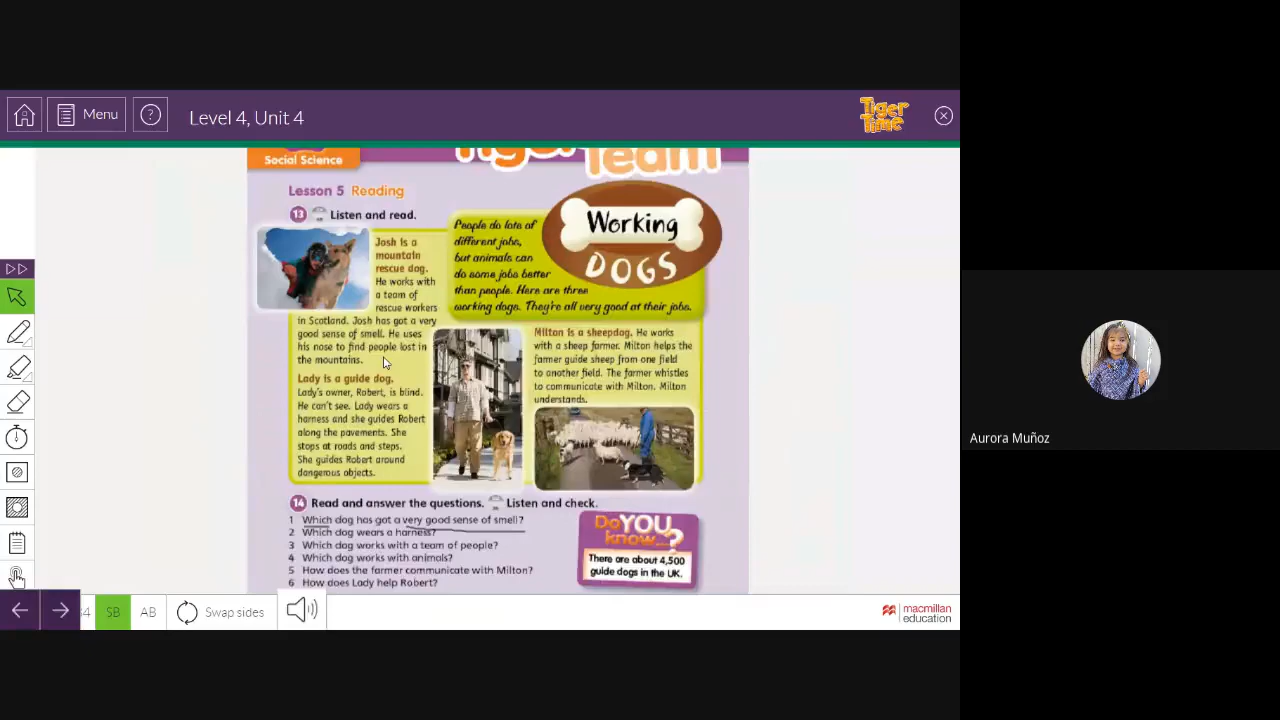 Menu
?
Level 4, Unit 4
Tiger Time
Social Science
Tiger Team
Lesson 5 Reading
13 Listen and read.
Working
DOGS
People do lots of
different jobs,
but animals can
do some jobs better
than people. Here are three
working dogs. They're all very good at their jobs.
Josh is a
mountain
rescue dog.
He works with
a team of
rescue workers
in Scotland. Josh has got a very
good sense of smell. He uses
his nose to find people lost in
the mountains.
Lady is a guide dog.
Lady's owner, Robert, is blind.
He can't see. Lady wears a
harness and she guides Robert
along the pavements. She
stops at roads and steps.
She guides Robert around
dangerous objects.
Milton is a sheepdog. He works
with a sheep farmer. Milton helps the
farmer guide sheep from one field
to another field. The farmer whistles
to communicate with Milton. Milton
understands.
14 Read and answer the questions. Listen and check.
1 Which dog has got a very good sense of smell?
2 Which dog wears a harness?
3 Which dog works with a team of people?
4 Which dog works with animals?
5 How does the farmer communicate with Milton?
6 How does Lady help Robert?
Do YOU
know...?
There are about 4,500
guide dogs in the UK.
34
SB
AB
Swap sides
macmillan
education
Aurora Muñoz